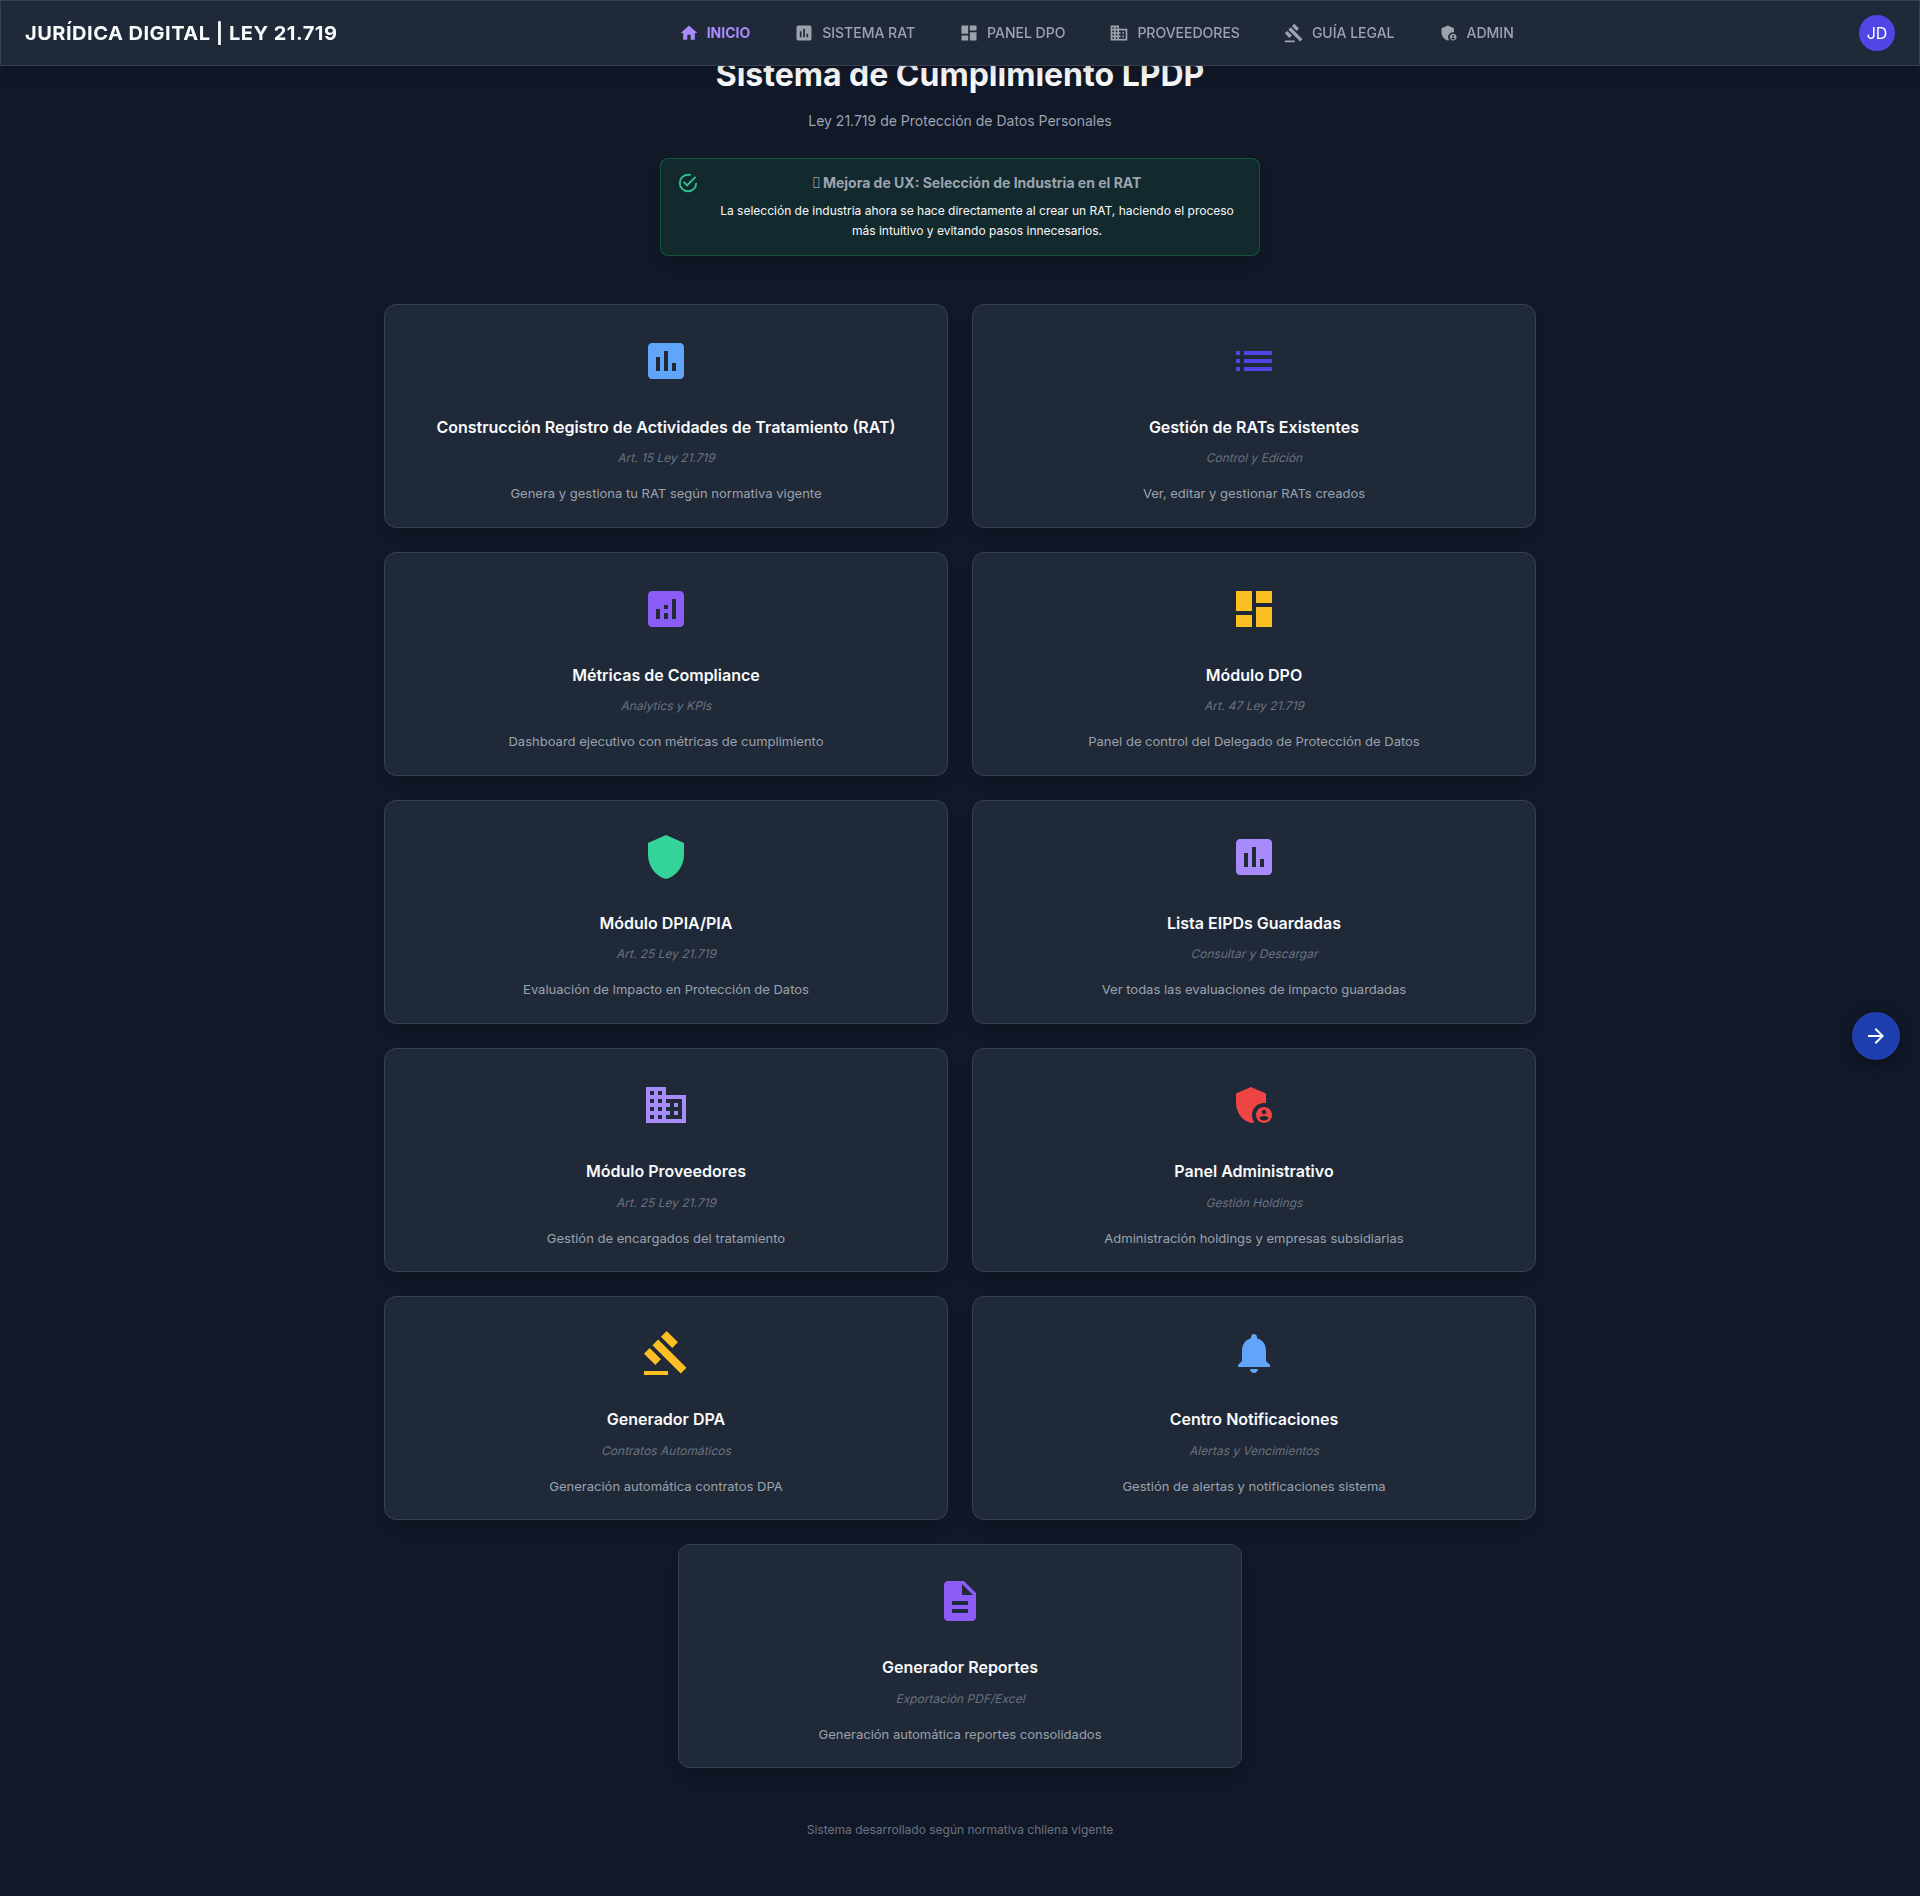 JURÍDICA DIGITAL | LEY 21.719
INICIO
SISTEMA RAT
PANEL DPO
PROVEEDORES
GUÍA LEGAL
ADMIN
JD
Sistema de Cumplimiento LPDP
Ley 21.719 de Protección de Datos Personales
Mejora de UX: Selección de Industria en el RAT
La selección de industria ahora se hace directamente al crear un RAT, haciendo el proceso
más intuitivo y evitando pasos innecesarios.
Construcción Registro de Actividades de Tratamiento (RAT)
Art. 15 Ley 21.719
Genera y gestiona tu RAT según normativa vigente
Gestión de RATs Existentes
Control y Edición
Ver, editar y gestionar RATs creados
Métricas de Compliance
Analytics y KPIs
Dashboard ejecutivo con métricas de cumplimiento
Módulo DPO
Art. 47 Ley 21.719
Panel de control del Delegado de Protección de Datos
Módulo DPIA/PIA
Art. 25 Ley 21.719
Evaluación de Impacto en Protección de Datos
Lista EIPDs Guardadas
Consultar y Descargar
Ver todas las evaluaciones de impacto guardadas
Módulo Proveedores
Art. 25 Ley 21.719
Gestión de encargados del tratamiento
Panel Administrativo
Gestión Holdings
Administración holdings y empresas subsidiarias
Generador DPA
Contratos Automáticos
Generación automática contratos DPA
Centro Notificaciones
Alertas y Vencimientos
Gestión de alertas y notificaciones sistema
Generador Reportes
Exportación PDF/Excel
Generación automática reportes consolidados
Sistema desarrollado según normativa chilena vigente